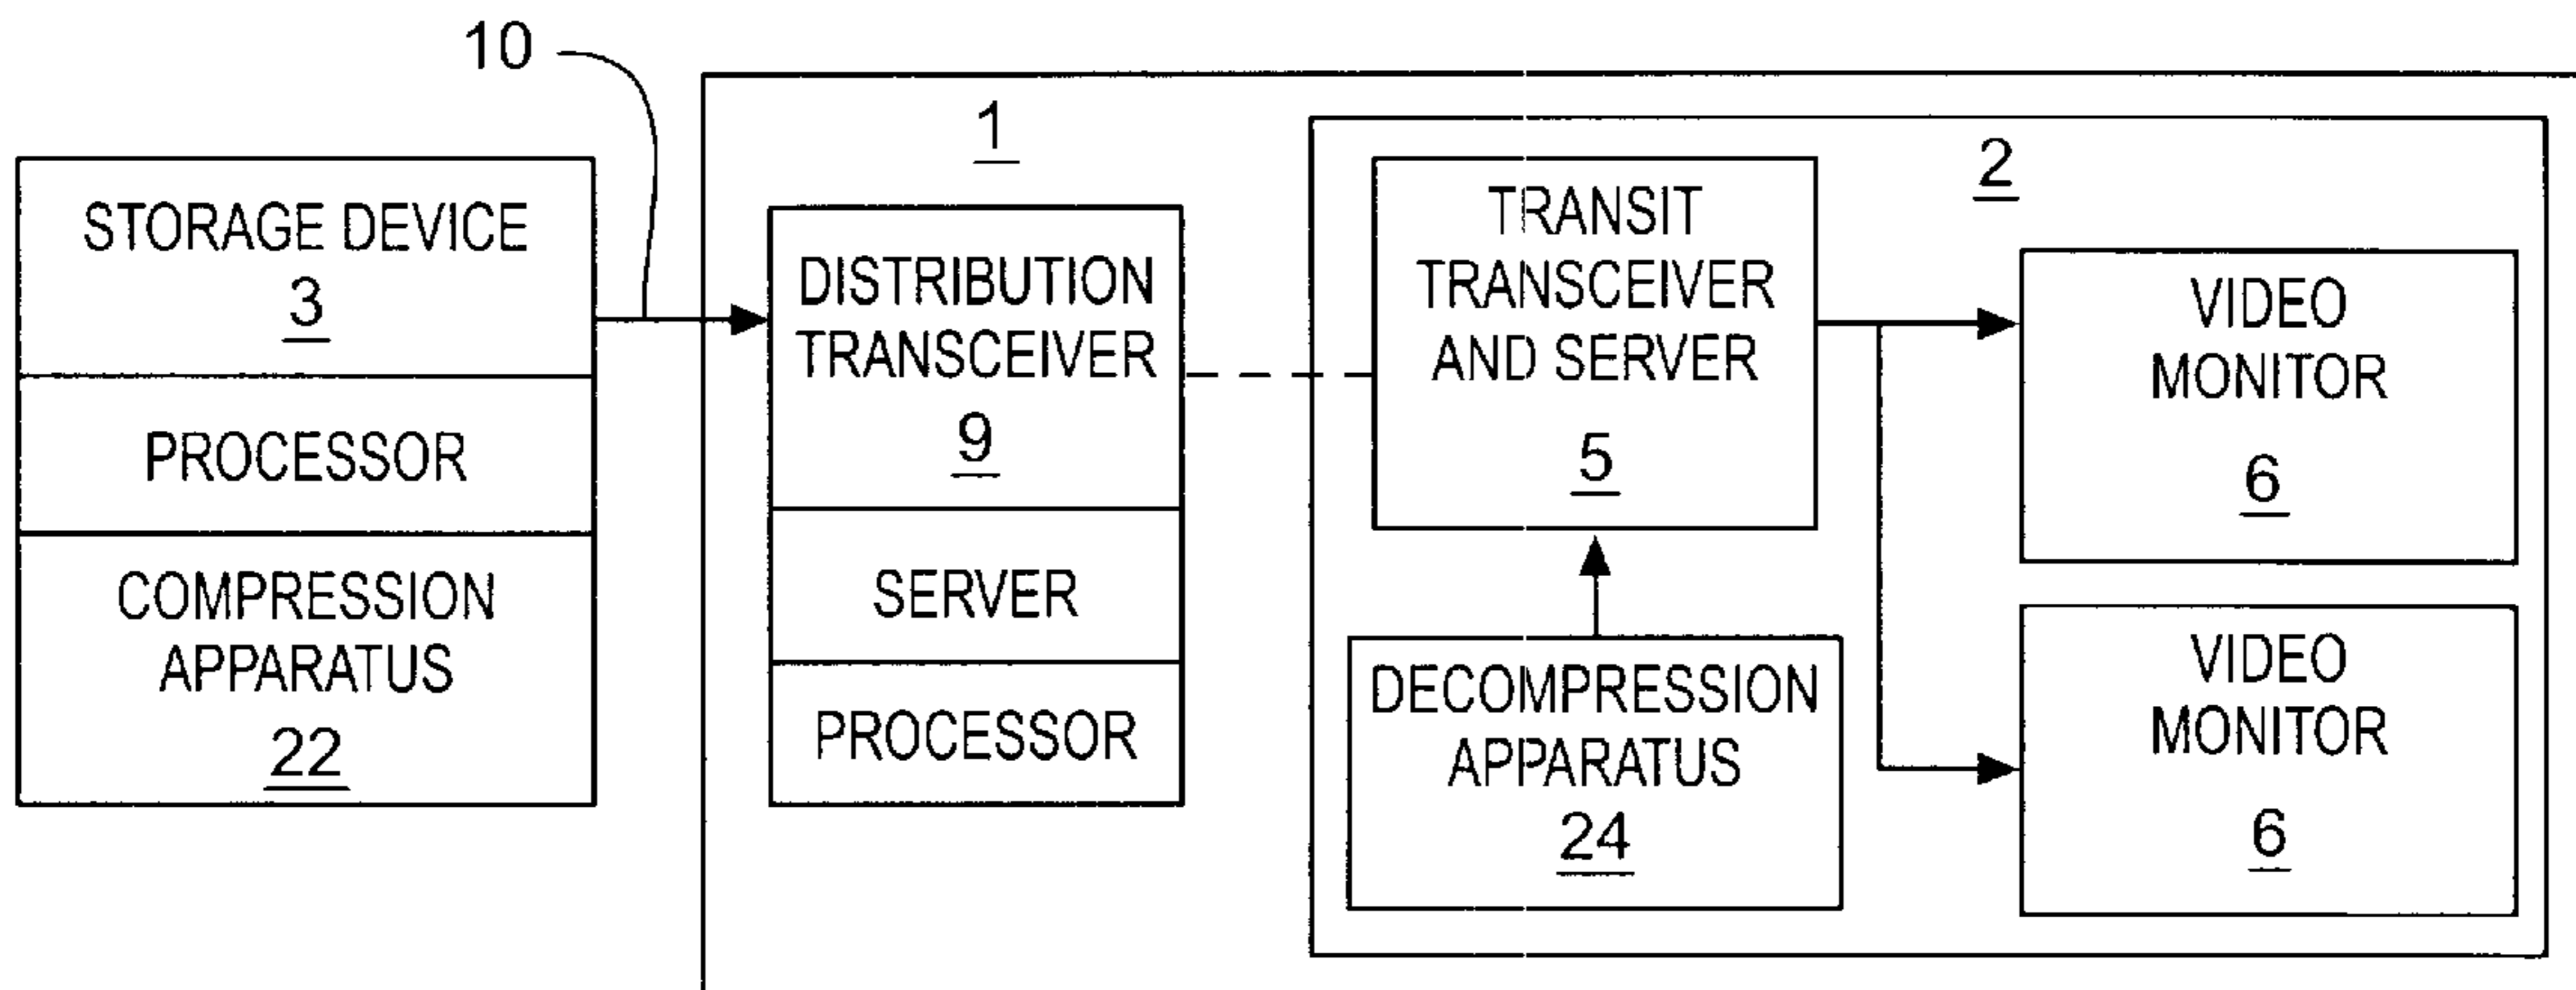 10
STORAGE DEVICE
3
PROCESSOR
COMPRESSION
APPARATUS
22
1
DISTRIBUTION
TRANSCEIVER
9
SERVER
PROCESSOR
2
TRANSIT
TRANSCEIVER
AND SERVER
5
DECOMPRESSION
APPARATUS
24
VIDEO
MONITOR
6
VIDEO
MONITOR
6